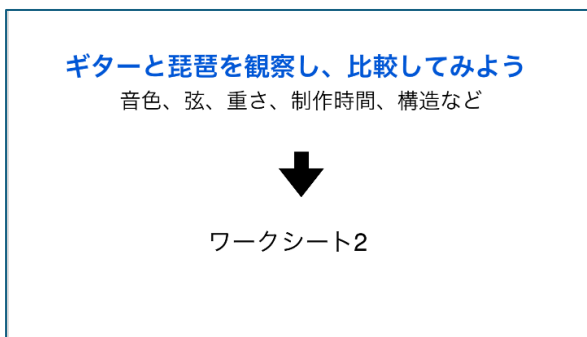 ギターと琵琶を観察し、比較してみよう
音色、弦、重さ、制作時間、構造など
ワークシート2